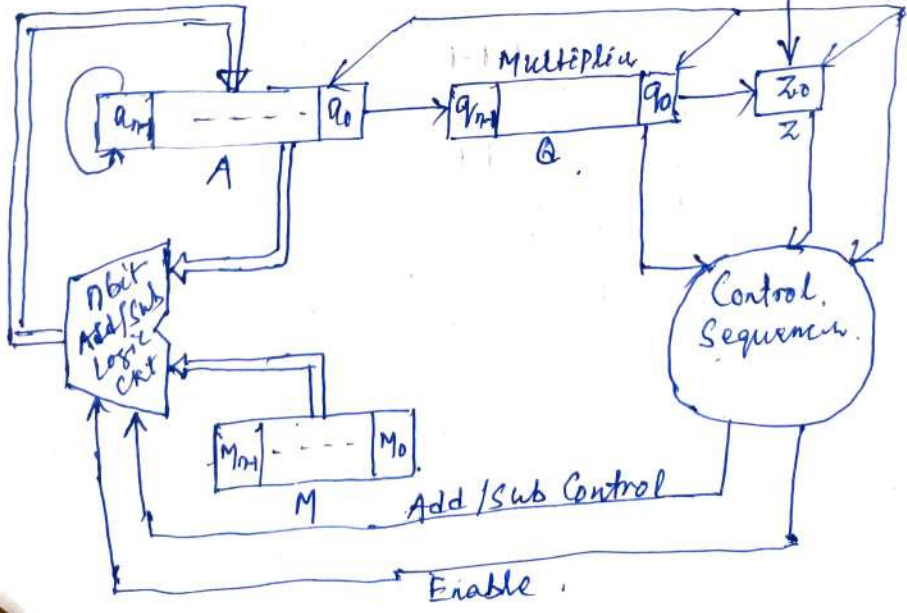 Multiplier
an-1 - - - - a0
qn-1 q0
Z0
A
Q
Z
n bit
Add/Sub
Logic
CKT
Control
Sequencer
Mn-1 - - - - M0
M
Add/Sub Control
Enable